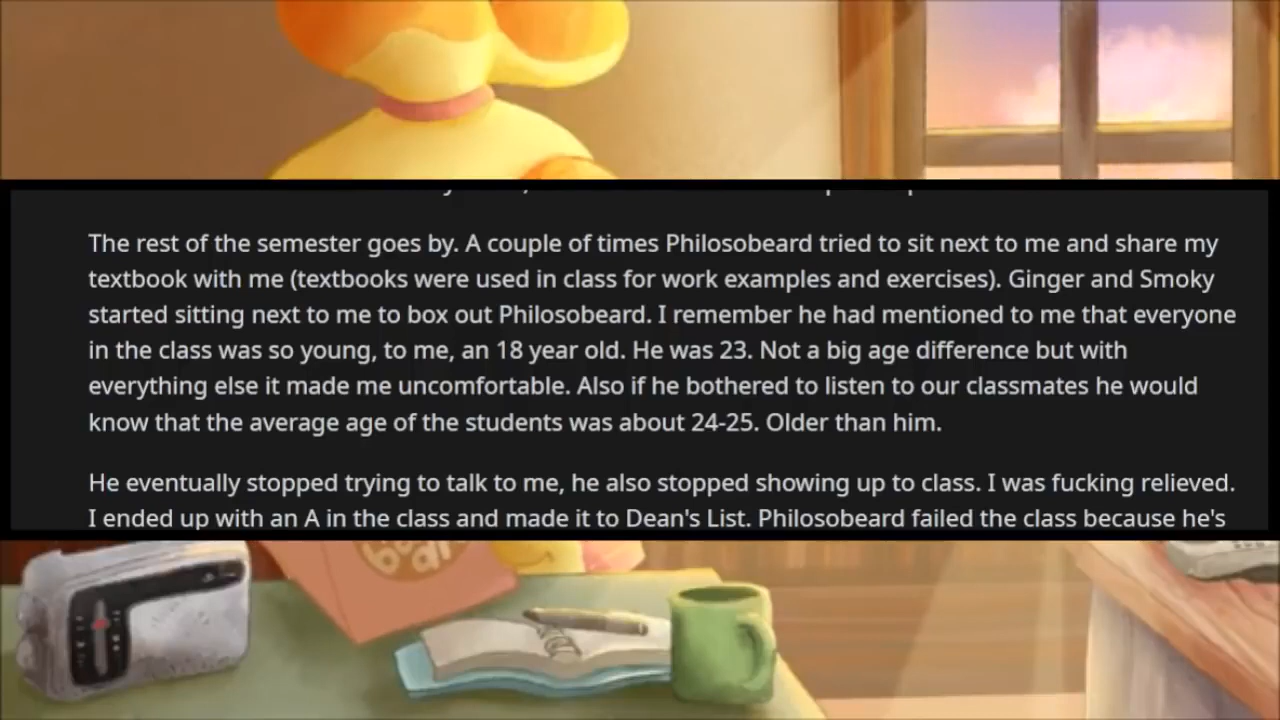 The rest of the semester goes by. A couple of times Philosobeard tried to sit next to me and share my
textbook with me (textbooks were used in class for work examples and exercises). Ginger and Smoky
started sitting next to me to box out Philosobeard. I remember he had mentioned to me that everyone
in the class was so young, to me, an 18 year old. He was 23. Not a big age difference but with
everything else it made me uncomfortable. Also if he bothered to listen to our classmates he would
know that the average age of the students was about 24-25. Older than him.
He eventually stopped trying to talk to me, he also stopped showing up to class. I was fucking relieved.
I ended up with an A in the class and made it to Dean's List. Philosobeard failed the class because he's